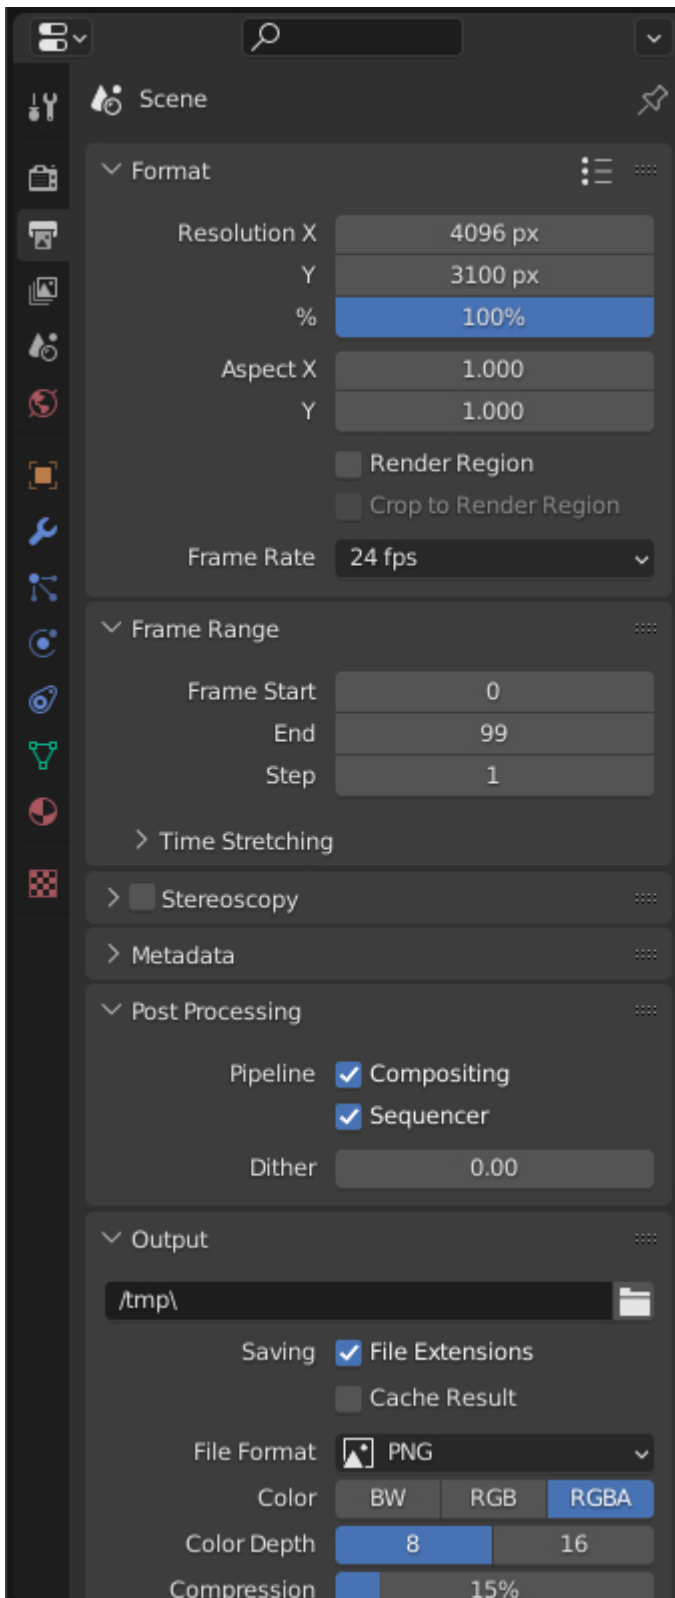 Scene
Format
Resolution X 4096 px
Y 3100 px
% 100%
Aspect X 1.000
Y 1.000
Render Region
Crop to Render Region
Frame Rate 24 fps
Frame Range
Frame Start 0
End 99
Step 1
Time Stretching
Stereoscopy
Metadata
Post Processing
Pipeline Compositing
Sequencer
Dither 0.00
Output
/tmp\
Saving File Extensions
Cache Result
File Format PNG
Color BW RGB RGBA
Color Depth 8 16
Compression 15%